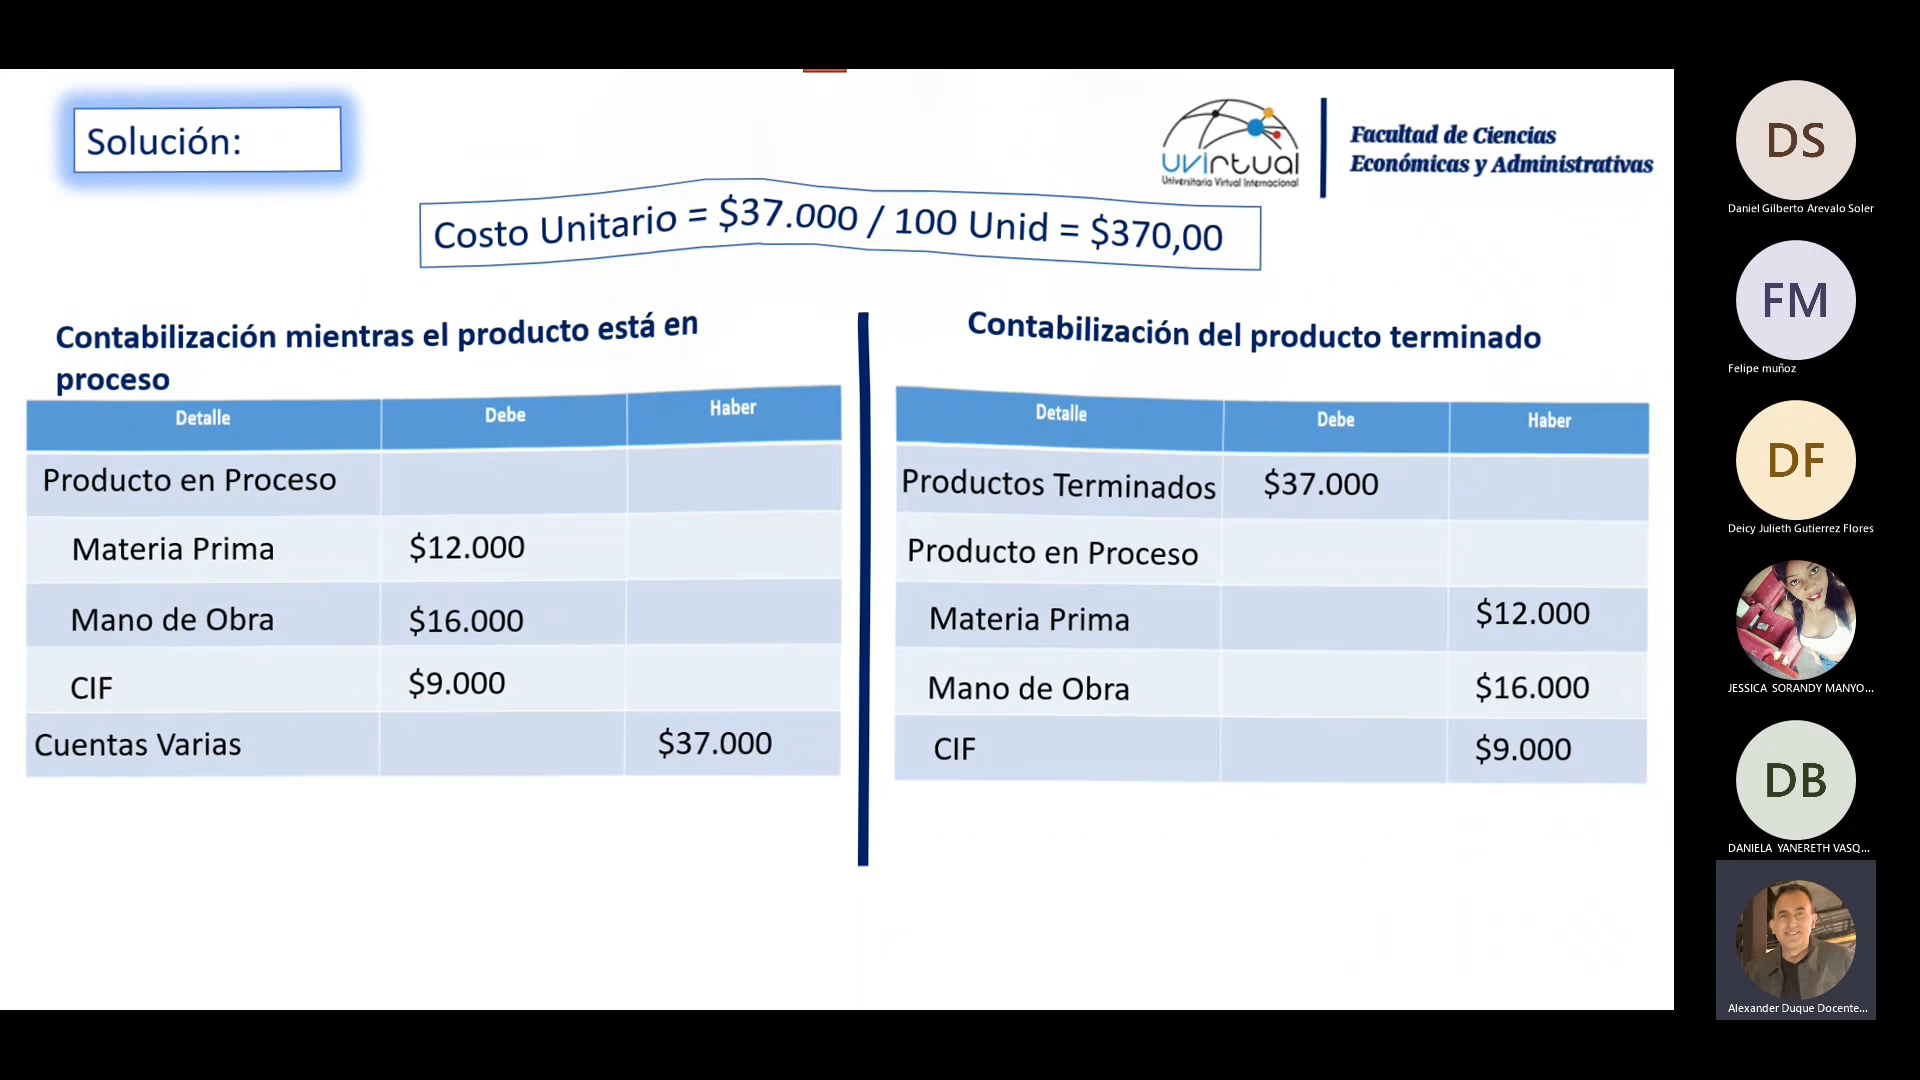 Solución:
uvirtual
Universitaria Virtual Internacional
Facultad de Ciencias
Económicas y Administrativas
Costo Unitario = $37.000 / 100 Unid = $370,00
Contabilización mientras el producto está en
proceso
Detalle Debe Haber
Producto en Proceso
Materia Prima $12.000
Mano de Obra $16.000
CIF $9.000
Cuentas Varias $37.000
Contabilización del producto terminado
Detalle Debe Haber
Productos Terminados $37.000
Producto en Proceso
Materia Prima $12.000
Mano de Obra $16.000
CIF $9.000
DS
Daniel Gilberto Arevalo Soler
FM
Felipe muñoz
DF
Deicy Julieth Gutierrez Flores
JESSICA SORANDY MANYO...
DB
DANIELA YANERETH VASQ...
Alexander Duque Docente...